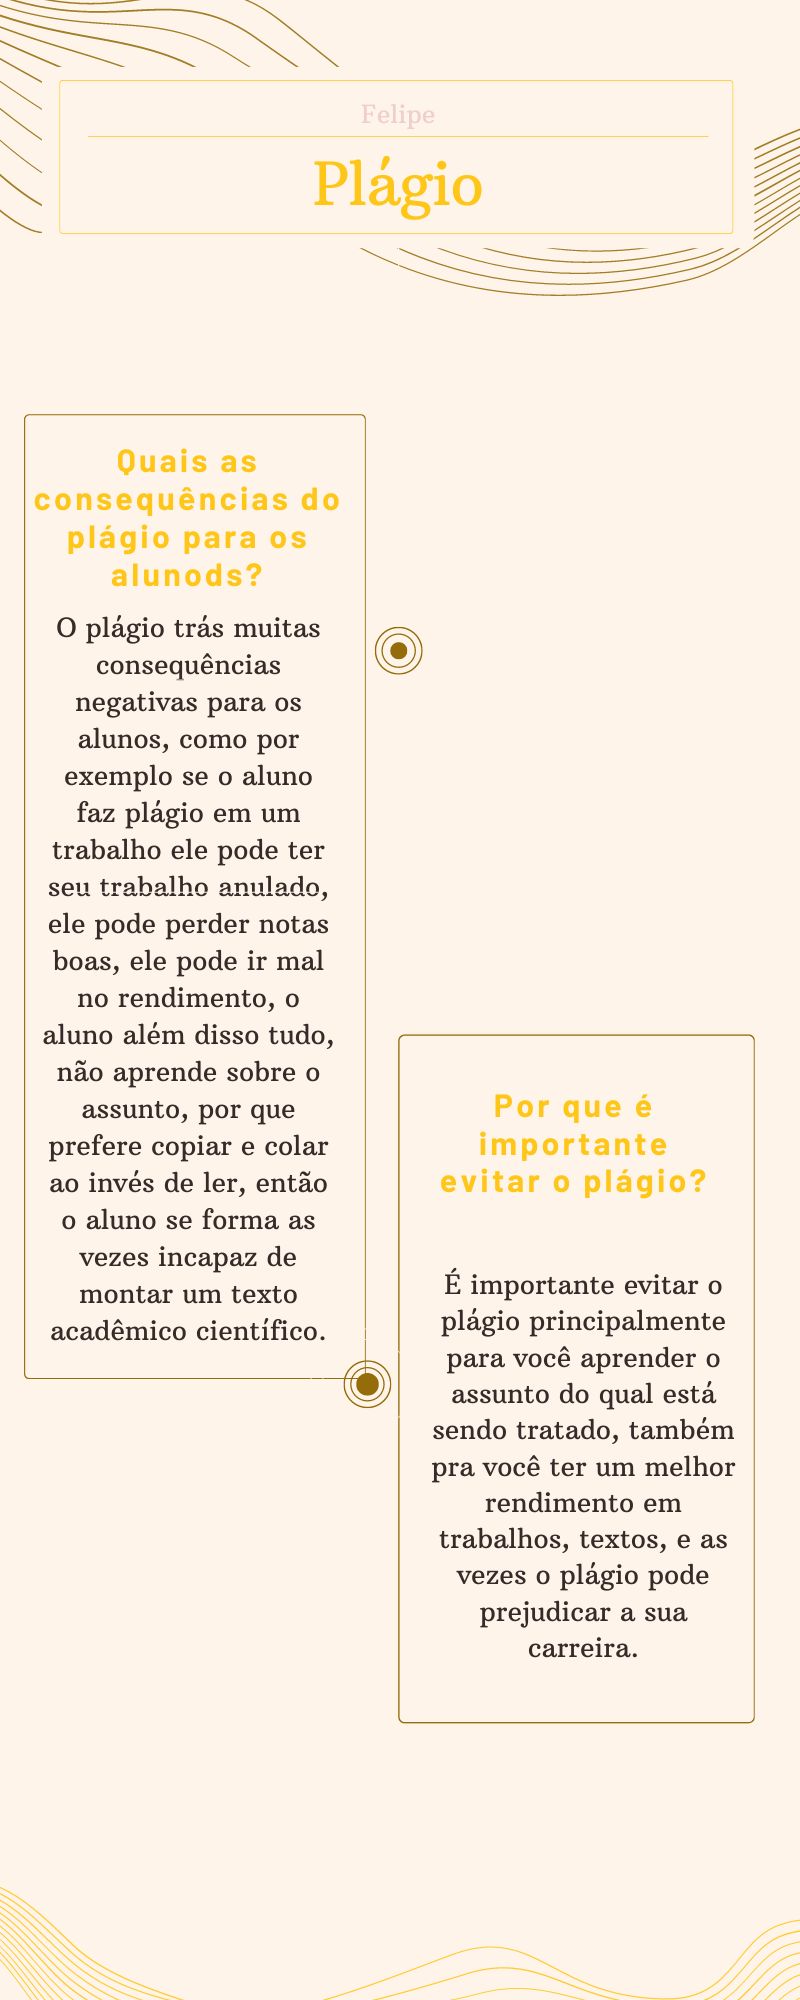 Felipe
Plágio
Quais as
consequências do
plágio para os
alunods?
O plágio trás muitas
consequências
negativas para os
alunos, como por
exemplo se o aluno
faz plágio em um
trabalho ele pode ter
seu trabalho anulado,
ele pode perder notas
boas, ele pode ir mal
no rendimento, o
aluno além disso tudo,
não aprende sobre o
assunto, por que
prefere copiar e colar
ao invés de ler, então
o aluno se forma as
vezes incapaz de
montar um texto
acadêmico científico.
Por que é
importante
evitar o plágio?
É importante evitar o
plágio principalmente
para você aprender o
assunto do qual está
sendo tratado, também
pra você ter um melhor
rendimento em
trabalhos, textos, e as
vezes o plágio pode
prejudicar a sua
carreira.